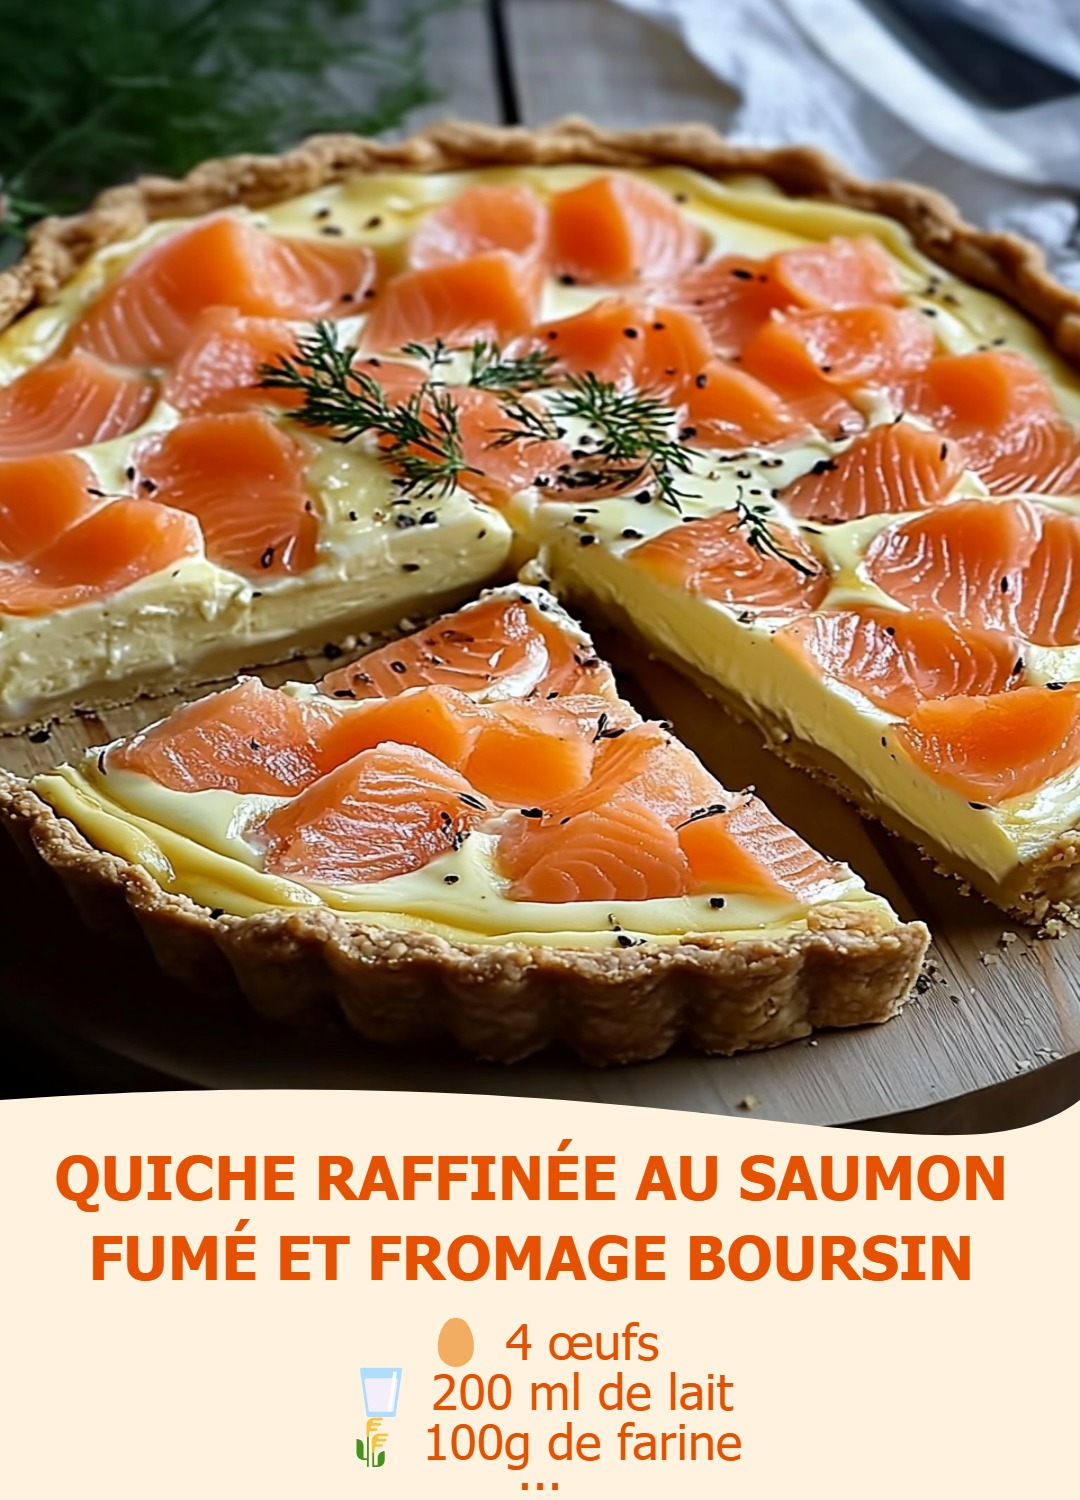 QUICHE RAFFINÉE AU SAUMON
FUMÉ ET FROMAGE BOURSIN
4 œufs
200 ml de lait
100g de farine
...